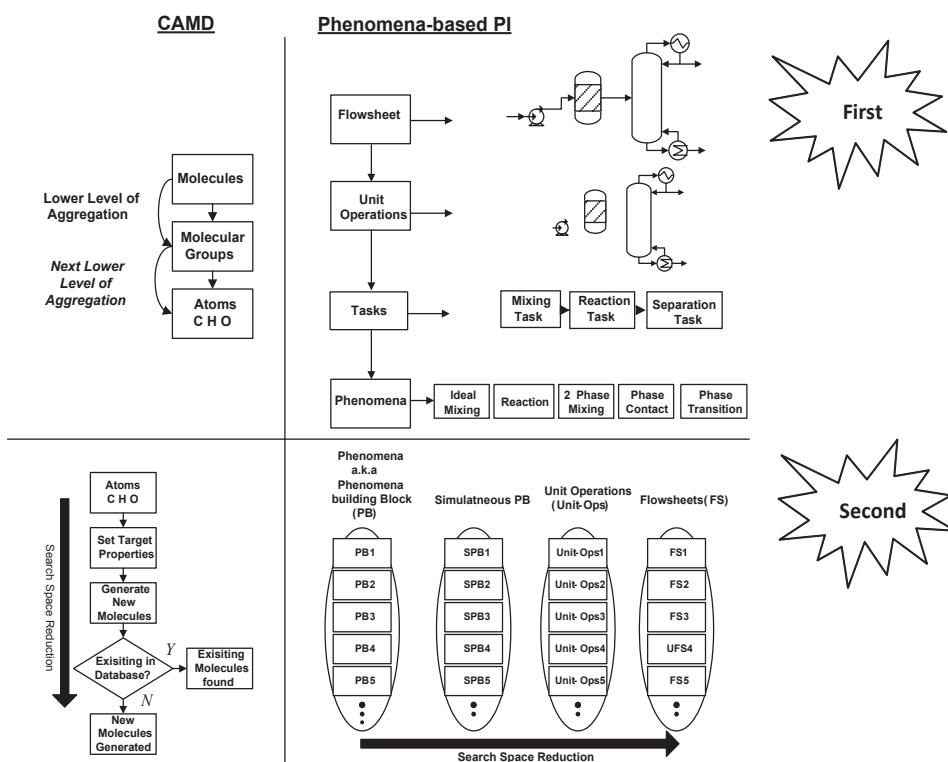 CAMD
Phenomena-based PI
Molecules
Lower Level of
Aggregation
Molecular
Groups
Next Lower
Level of
Aggregation
Atoms
C H O
Flowsheet
Unit
Operations
Tasks
Mixing
Task
Reaction
Task
Separation
Task
Phenomena
Ideal
Mixing
Reaction
2 Phase
Mixing
Phase
Contact
Phase
Transition
First
Atoms
C H O
Set Target
Properties
Generate
New
Molecules
Exisiting in
Database?
Y
Exisiting
Molecules
found
N
New
Molecules
Generated
Search Space Reduction
Phenomena
a.k.a
Phenomena
building Block
(PB)
PB1
PB2
PB3
PB4
PB5
Simulatneous PB
SPB1
SPB2
SPB3
SPB4
SPB5
Unit Operations
(Unit-Ops)
Unit-Ops1
Unit- Ops2
Unit- Ops3
Unit- Ops4
Unit-Ops5
Flowsheets(FS)
FS1
FS2
FS3
UFS4
FS5
Search Space Reduction
Second